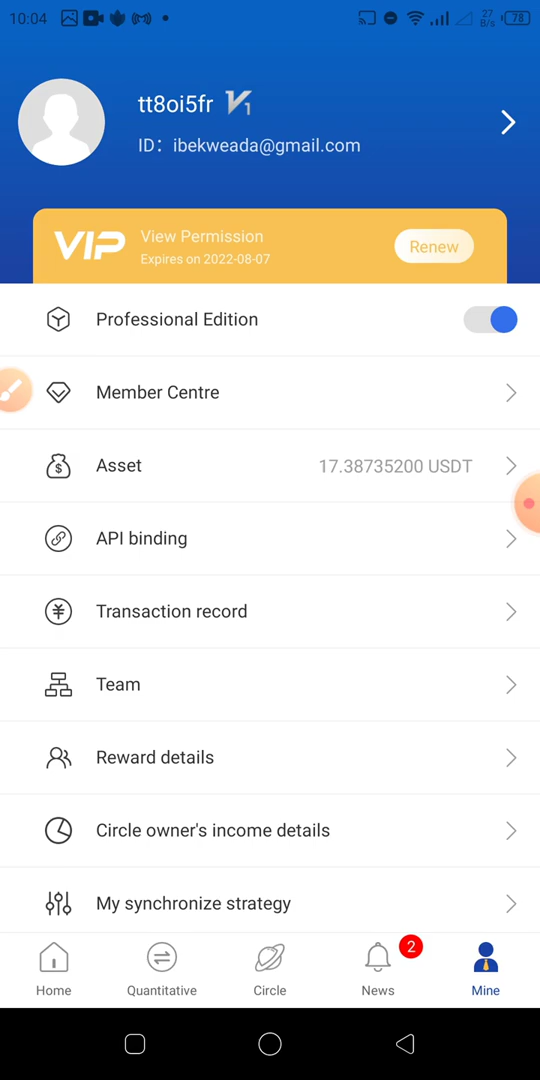 10:04
27
B/s
78
tt8oi5fr V1
ID: ibekweada@gmail.com
VIP
View Permission
Expires on 2022-08-07
Renew
Professional Edition
Member Centre
Asset
17.38735200 USDT
API binding
Transaction record
Team
Reward details
Circle owner's income details
My synchronize strategy
2
Home
Quantitative
Circle
News
Mine